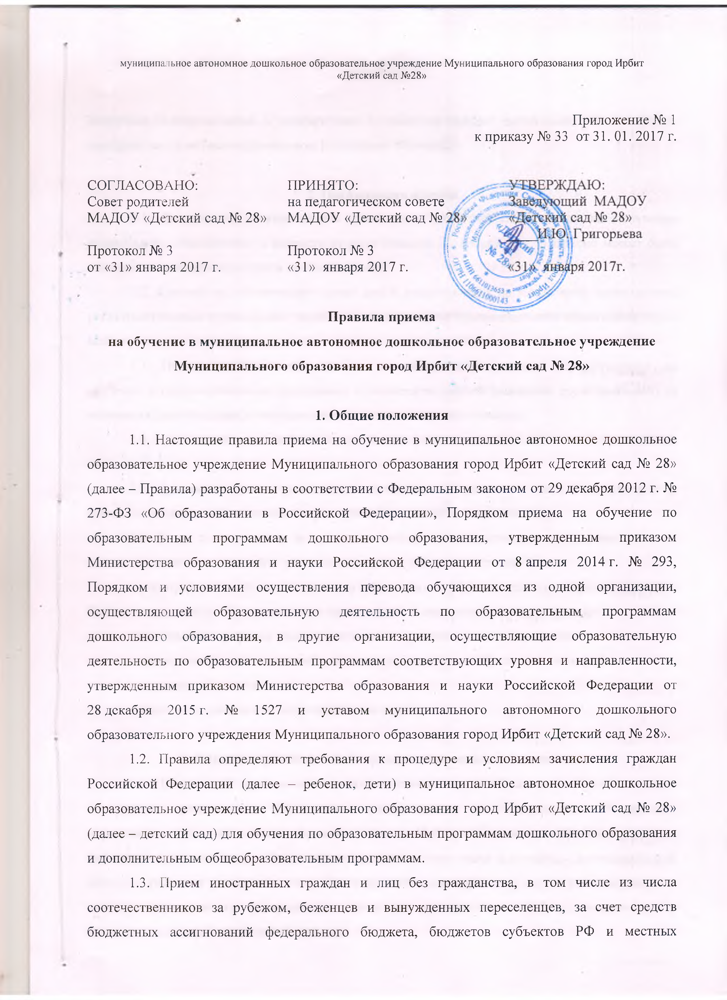 муниципальное автономное дошкольное образовательное учреждение Муниципального образования город Ирбит
«Детский сад №28»
Приложение № 1
к приказу № 33 от 31. 01. 2017 г.
СОГЛАСОВАНО:
Совет родителей
МАДОУ «Детский сад № 28»
Протокол № 3
от «31» января 2017 г.
ПРИНЯТО:
на педагогическом совете
МАДОУ «Детский сад № 28»
Протокол № 3
«31» января 2017 г.
УТВЕРЖДАЮ:
Заведующий МАДОУ
«Детский сад № 28»
И.Ю. Григорьева
«31» января 2017г.
«Детский
сад
№ 28»
ИНН 6611013653
1106611000143
Правила приема
на обучение в муниципальное автономное дошкольное образовательное учреждение
Муниципального образования город Ирбит «Детский сад № 28»
1. Общие положения
1.1. Настоящие правила приема на обучение в муниципальное автономное дошкольное
образовательное учреждение Муниципального образования город Ирбит «Детский сад № 28»
(далее – Правила) разработаны в соответствии с Федеральным законом от 29 декабря 2012 г. №
273-ФЗ «Об образовании в Российской Федерации», Порядком приема на обучение по
образовательным программам дошкольного образования, утвержденным приказом
Министерства образования и науки Российской Федерации от 8 апреля 2014 г. № 293,
Порядком и условиями осуществления перевода обучающихся из одной организации,
осуществляющей образовательную деятельность по образовательным программам
дошкольного образования, в другие организации, осуществляющие образовательную
деятельность по образовательным программам соответствующих уровня и направленности,
утвержденным приказом Министерства образования и науки Российской Федерации от
28 декабря 2015 г. № 1527 и уставом муниципального автономного дошкольного
образовательного учреждения Муниципального образования город Ирбит «Детский сад № 28».
1.2. Правила определяют требования к процедуре и условиям зачисления граждан
Российской Федерации (далее – ребенок, дети) в муниципальное автономное дошкольное
образовательное учреждение Муниципального образования город Ирбит «Детский сад № 28»
(далее – детский сад) для обучения по образовательным программам дошкольного образования
и дополнительным общеобразовательным программам.
1.3. Прием иностранных граждан и лиц без гражданства, в том числе из числа
соотечественников за рубежом, беженцев и вынужденных переселенцев, за счет средств
бюджетных ассигнований федерального бюджета, бюджетов субъектов РФ и местных